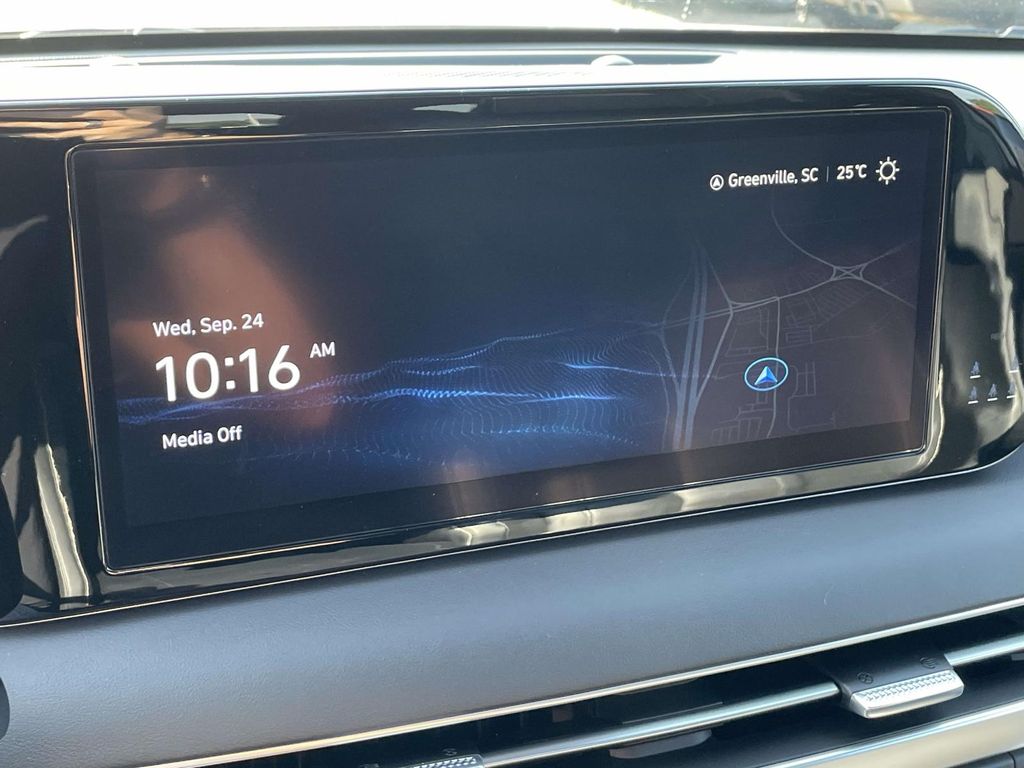 Greenville, SC | 25℃
Wed, Sep. 24
10:16 AM
Media Off